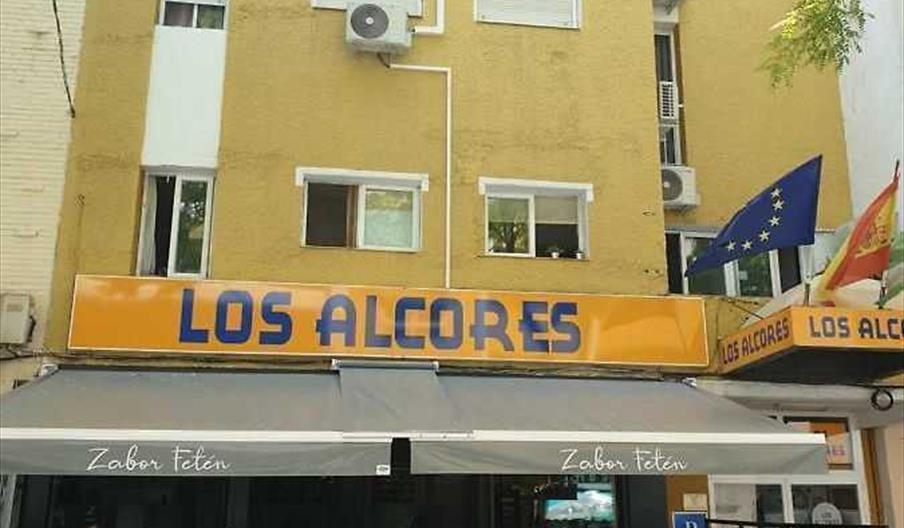 LOS ALCORES
LOS ALCORES
LOS ALCO
Zabor Fetén
Zabor Fetén